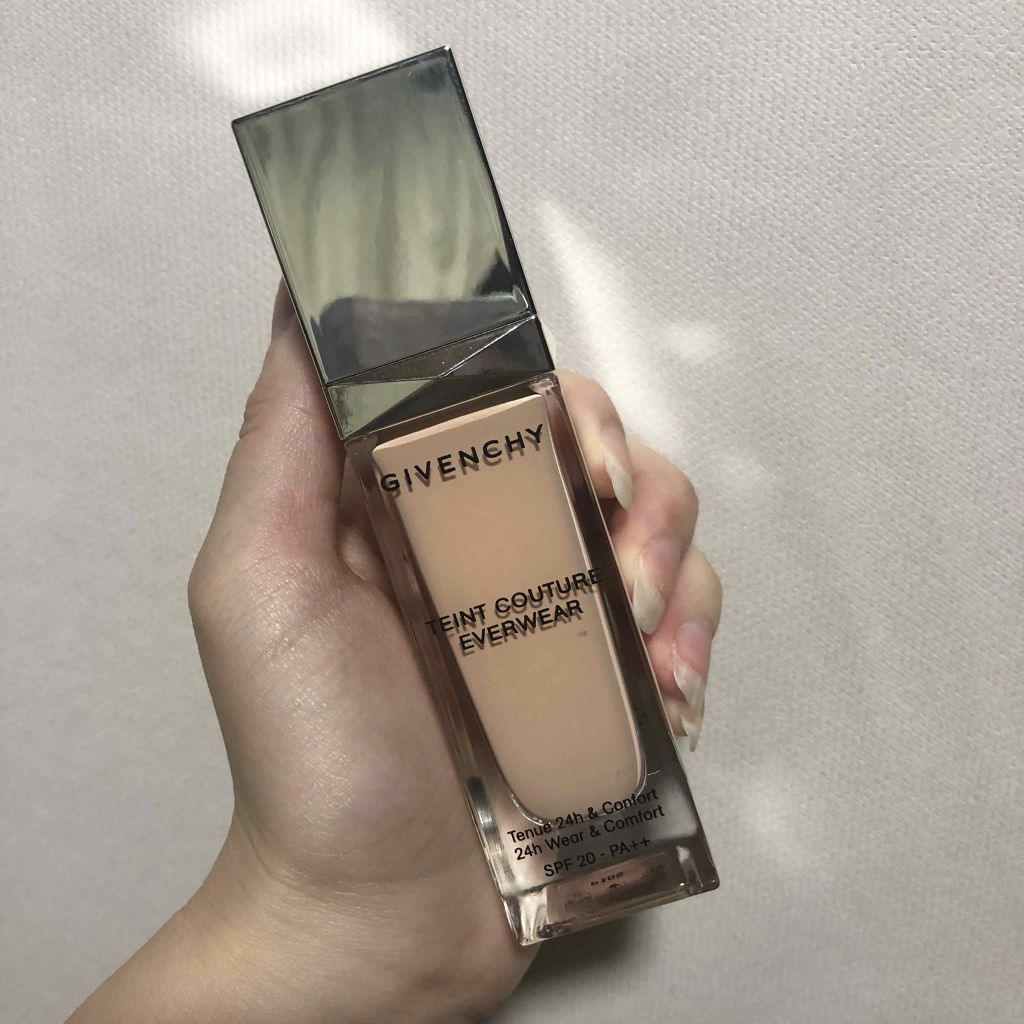 GIVENCHY
TEINT COUTURE
EVERWEAR
Tenue 24h & Confort
24h Wear & Comfort
SPF 20 - PA++